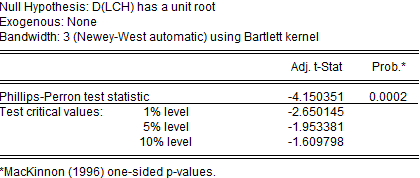 Null Hypothesis: D(LCH) has a unit root
Exogenous: None
Bandwidth: 3 (Newey-West automatic) using Bartlett kernel
Adj. t-Stat Prob.*
Phillips-Perron test statistic -4.150351 0.0002
Test critical values: 1% level -2.650145
5% level -1.953381
10% level -1.609798
*MacKinnon (1996) one-sided p-values.